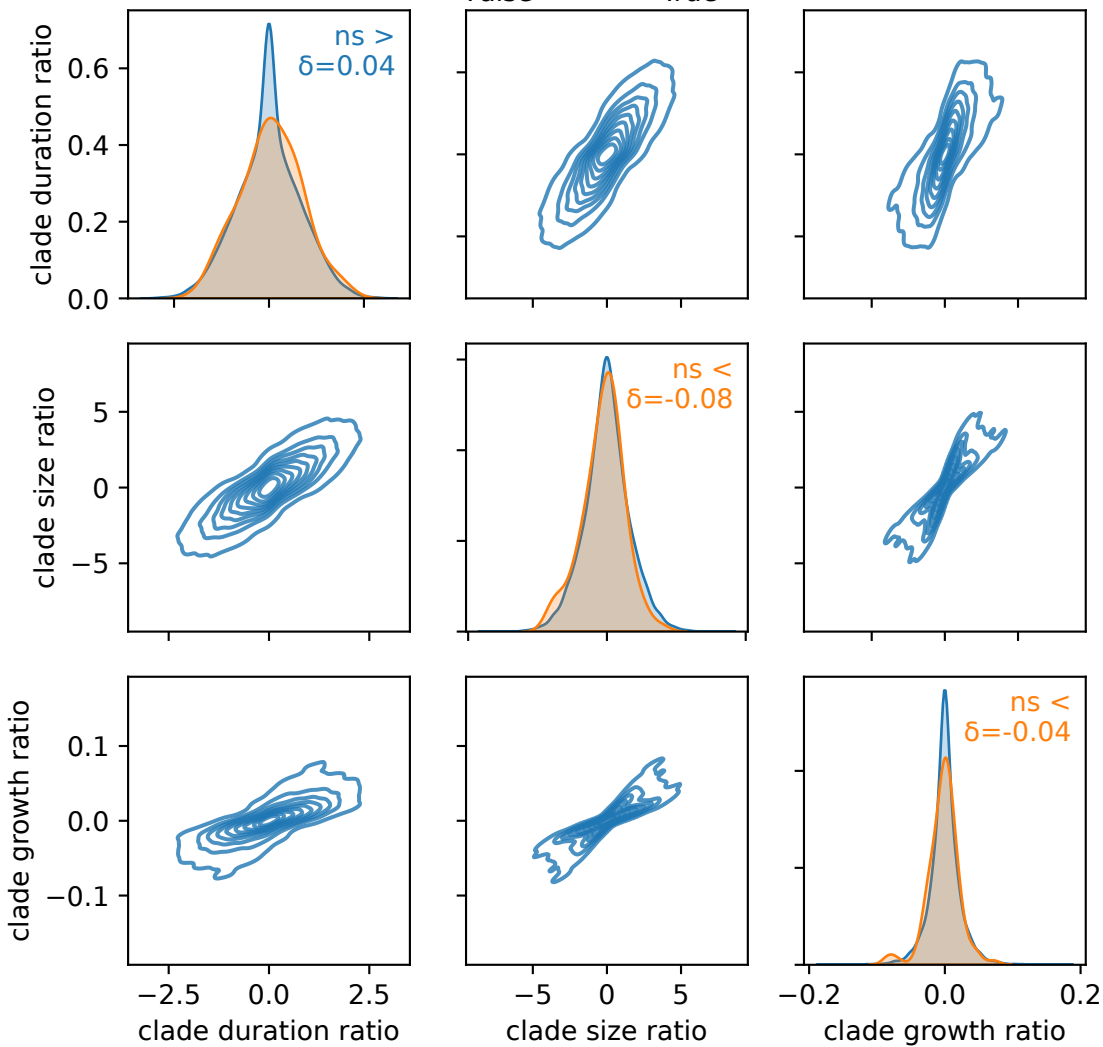 clade duration ratio
0.6
0.4
0.2
0.0
ns >
δ=0.04
clade size ratio
5
0
−5
ns <
δ=-0.08
clade growth ratio
0.1
0.0
−0.1
ns <
δ=-0.04
−2.5 0.0 2.5
−5 0 5
−0.2 0.0 0.2
clade duration ratio
clade size ratio
clade growth ratio